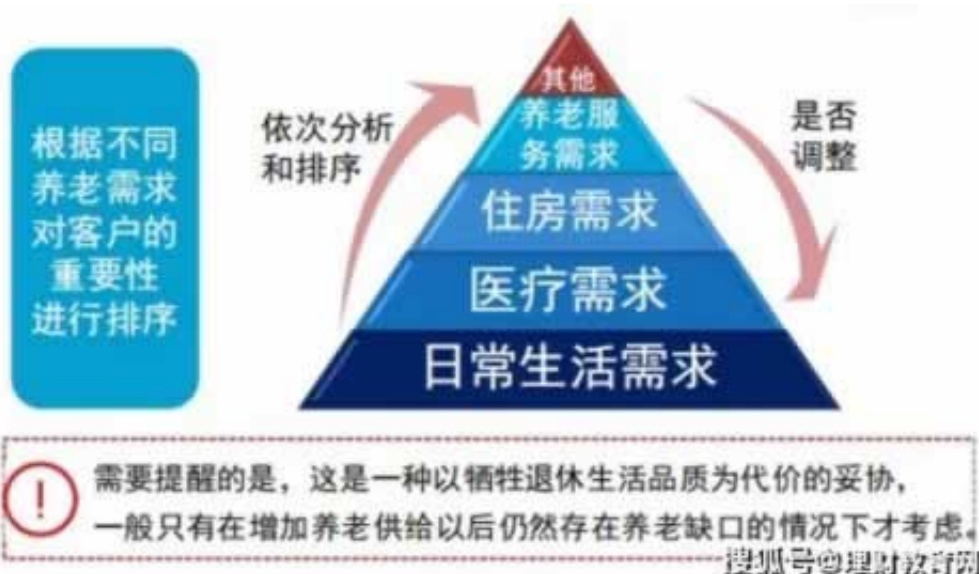 根据不同
养老需求
对客户的
重要性
进行排序
依次分析
和排序
其他
养老服
务需求
住房需求
医疗需求
日常生活需求
是否
调整
!
需要提醒的是，这是一种以牺牲退休生活品质为代价的妥协，
一般只有在增加养老供给以后仍然存在养老缺口的情况下才考虑。
搜狐号@理财教育网